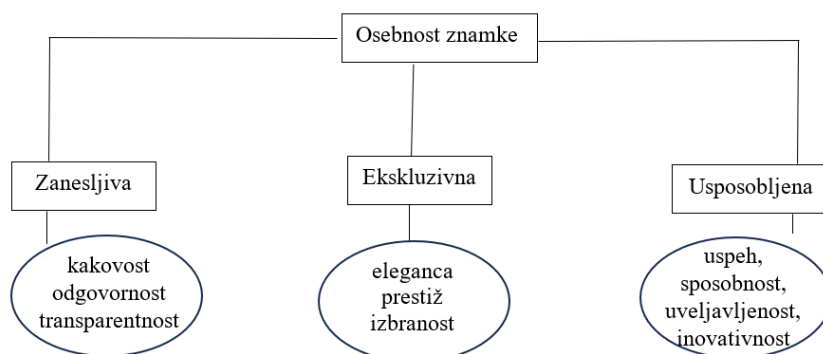 Osebnost znamke
Zanesljiva
Ekskluzivna
Usposobljena
kakovost
odgovornost
transparentnost
eleganca
prestiž
izbranost
uspeh,
sposobnost,
uveljavljenost,
inovativnost